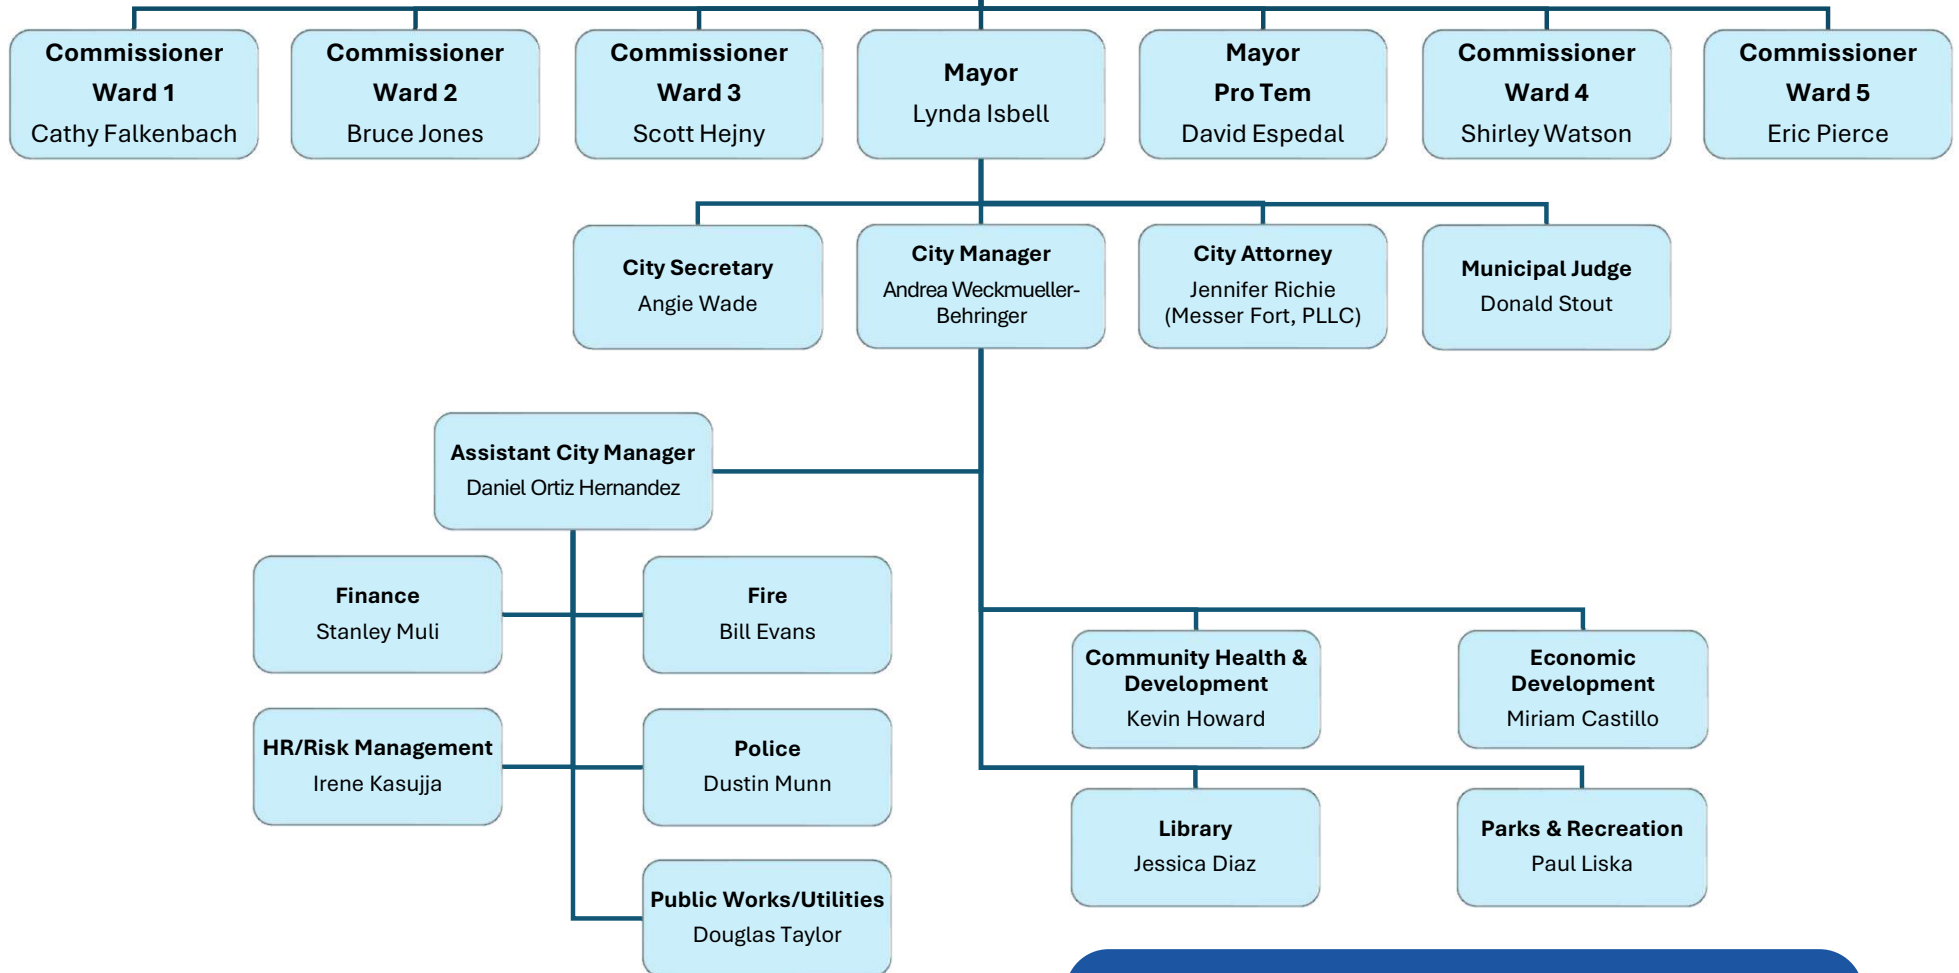 Commissioner
Ward 1
Cathy Falkenbach
Commissioner
Ward 2
Bruce Jones
Commissioner
Ward 3
Scott Hejny
Mayor
Lynda Isbell
Mayor
Pro Tem
David Espedal
Commissioner
Ward 4
Shirley Watson
Commissioner
Ward 5
Eric Pierce
City Secretary
Angie Wade
City Manager
Andrea Weckmueller-
Behringer
City Attorney
Jennifer Richie
(Messer Fort, PLLC)
Municipal Judge
Donald Stout
Assistant City Manager
Daniel Ortiz Hernandez
Finance
Stanley Muli
Fire
Bill Evans
HR/Risk Management
Irene Kasujja
Police
Dustin Munn
Public Works/Utilities
Douglas Taylor
Community Health &
Development
Kevin Howard
Economic
Development
Miriam Castillo
Library
Jessica Diaz
Parks & Recreation
Paul Liska